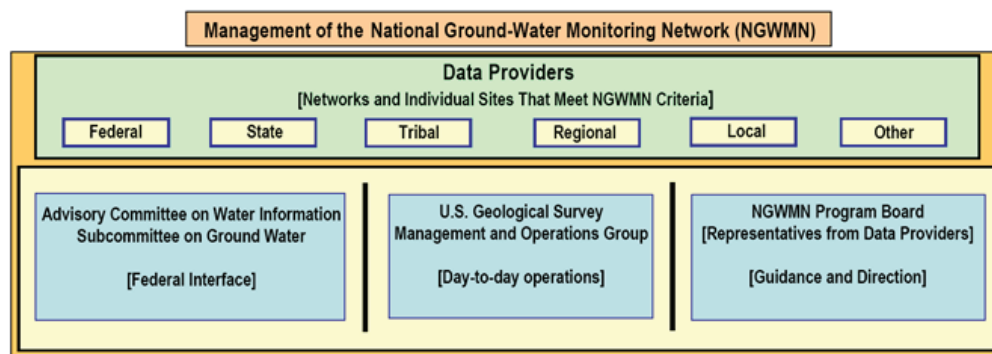 Management of the National Ground-Water Monitoring Network (NGWMN)
Data Providers
[Networks and Individual Sites That Meet NGWMN Criteria]
Federal
State
Tribal
Regional
Local
Other
Advisory Committee on Water Information
Subcommittee on Ground Water
[Federal Interface]
U.S. Geological Survey
Management and Operations Group
[Day-to-day operations]
NGWMN Program Board
[Representatives from Data Providers]
[Guidance and Direction]